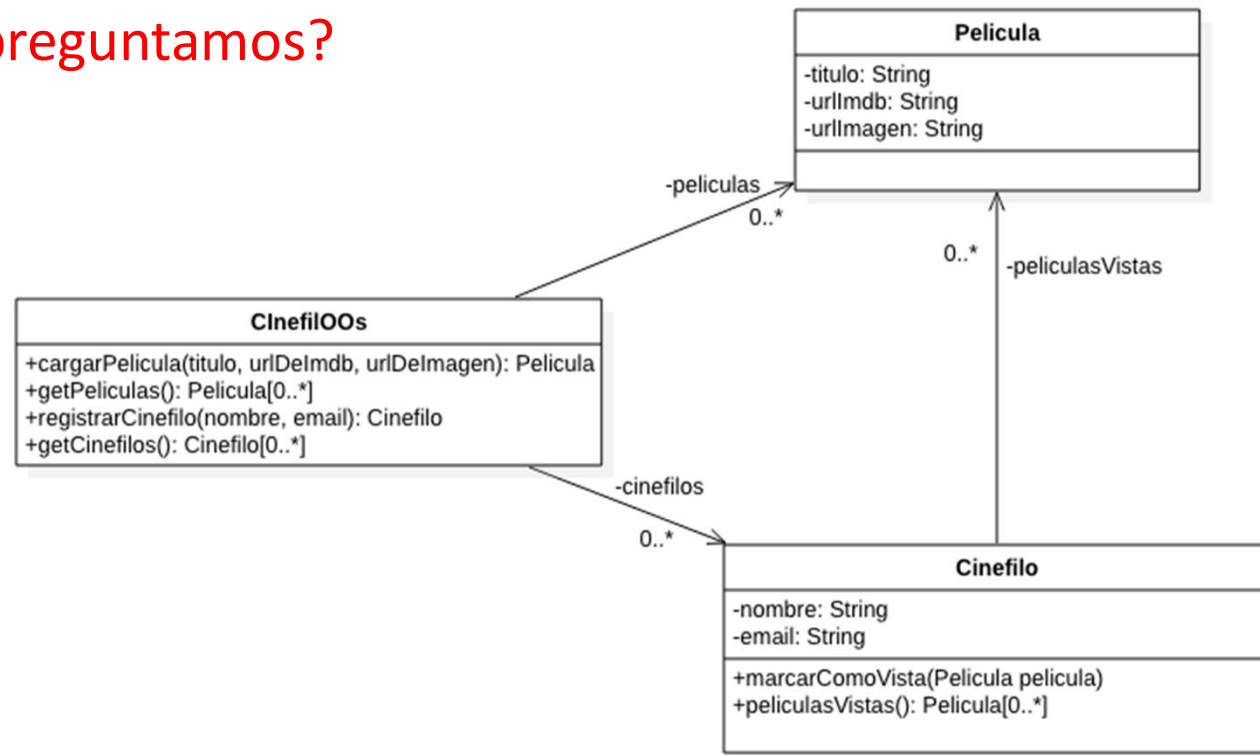 preguntamos?
Pelicula
-titulo: String
-urlImdb: String
-urlImagen: String
-peliculas
0..*
0..*
-peliculasVistas
CInefilOOs
+cargarPelicula(titulo, urlDeImdb, urlDeImagen): Pelicula
+getPeliculas(): Pelicula[0..*]
+registrarCinefilo(nombre, email): Cinefilo
+getCinefilos(): Cinefilo[0..*]
-cinefilos
0..*
Cinefilo
-nombre: String
-email: String
+marcarComoVista(Pelicula pelicula)
+peliculasVistas(): Pelicula[0..*]